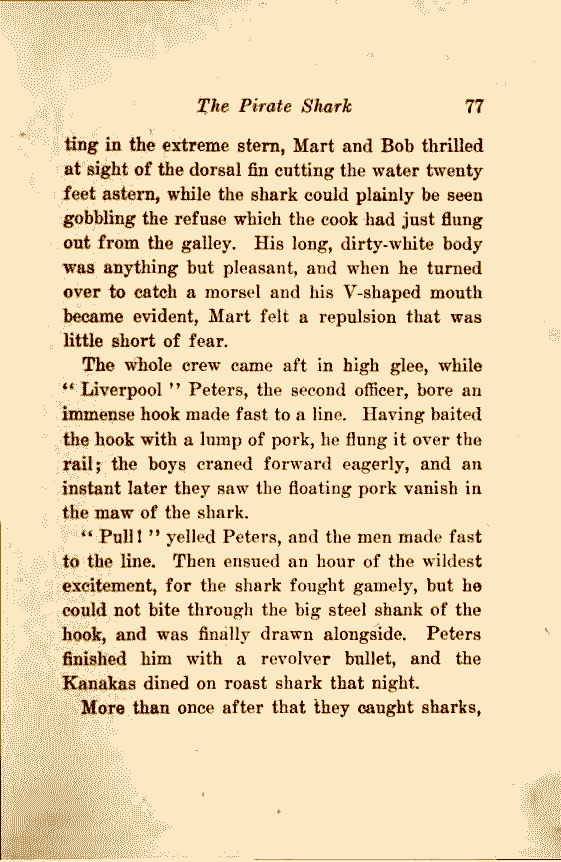 The Pirate Shark 77
ting in the extreme stern, Mart and Bob thrilled
at sight of the dorsal fin cutting the water twenty
feet astern, while the shark could plainly be seen
gobbling the refuse which the cook had just flung
out from the galley. His long, dirty-white body
was anything but pleasant, and when he turned
over to catch a morsel and his V-shaped mouth
became evident, Mart felt a repulsion that was
little short of fear.
The whole crew came aft in high glee, while
“ Liverpool ” Peters, the second officer, bore an
immense hook made fast to a line. Having baited
the hook with a lump of pork, he flung it over the
rail; the boys craned forward eagerly, and an
instant later they saw the floating pork vanish in
the maw of the shark.
“ Pull! ” yelled Peters, and the men made fast
to the line. Then ensued an hour of the wildest
excitement, for the shark fought gamely, but he
could not bite through the big steel shank of the
hook, and was finally drawn alongside. Peters
finished him with a revolver bullet, and the
Kanakas dined on roast shark that night.
More than once after that they caught sharks,